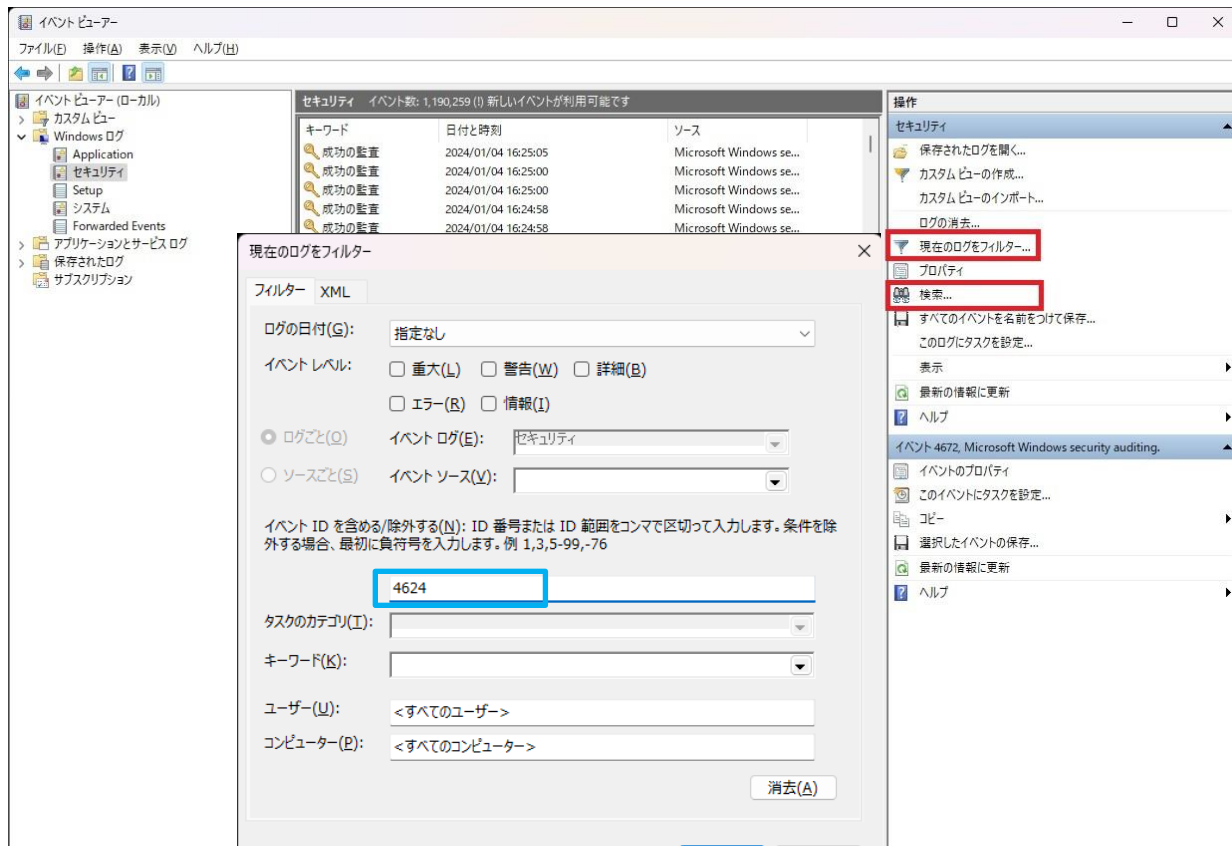 イベント ビューアー
ファイル(F) 操作(A) 表示(V) ヘルプ(H)
イベント ビューアー (ローカル)
カスタム ビュー
Windows ログ
Application
セキュリティ
Setup
システム
Forwarded Events
アプリケーションとサービス ログ
保存されたログ
サブスクリプション
セキュリティ イベント数: 1,190,259 (!) 新しいイベントが利用可能です
キーワード 日付と時刻 ソース
成功の監査 2024/01/04 16:25:05 Microsoft Windows se...
成功の監査 2024/01/04 16:25:00 Microsoft Windows se...
成功の監査 2024/01/04 16:25:00 Microsoft Windows se...
成功の監査 2024/01/04 16:24:58 Microsoft Windows se...
成功の監査 2024/01/04 16:24:58 Microsoft Windows se...
現在のログをフィルター
フィルター XML
ログの日付(G): 指定なし
イベント レベル: 重大(L) 警告(W) 詳細(B)
エラー(R) 情報(I)
ログごと(O) イベント ログ(E): セキュリティ
ソースごと(S) イベント ソース(V):
イベント ID を含める/除外する(N): ID 番号または ID 範囲をコンマで区切って入力します。条件を除
外する場合、最初に負符号を入力します。例 1,3,5-99,-76
4624
タスクのカテゴリ(T):
キーワード(K):
ユーザー(U): <すべてのユーザー>
コンピューター(P): <すべてのコンピューター>
消去(A)
操作
セキュリティ
保存されたログを開く...
カスタム ビューの作成...
カスタム ビューのインポート...
ログの消去...
現在のログをフィルター...
プロパティ
検索...
すべてのイベントを名前をつけて保存...
このログにタスクを設定...
表示
最新の情報に更新
ヘルプ
イベント 4672, Microsoft Windows security auditing.
イベントのプロパティ
このイベントにタスクを設定...
コピー
選択したイベントの保存...
最新の情報に更新
ヘルプ